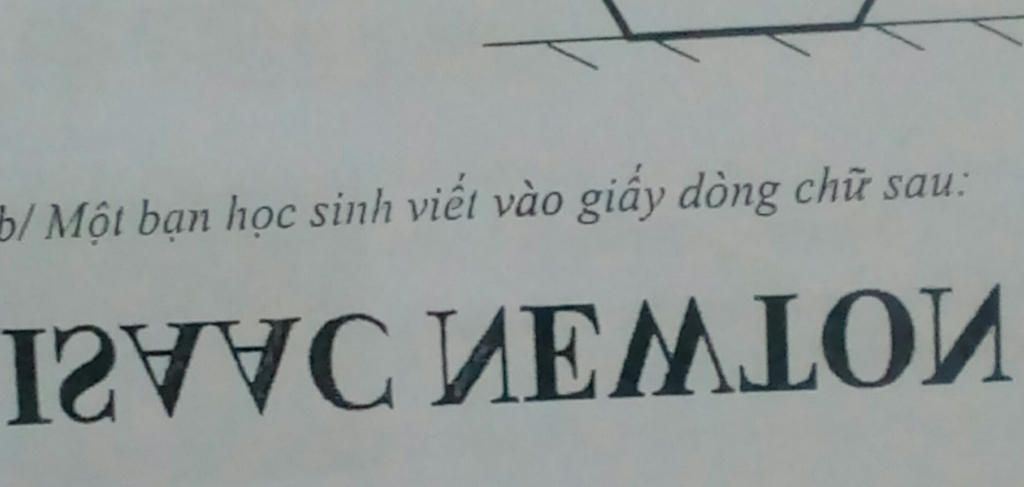 b/ Một bạn học sinh viết vào giấy dòng chữ sau:
ISAAC NEWTON